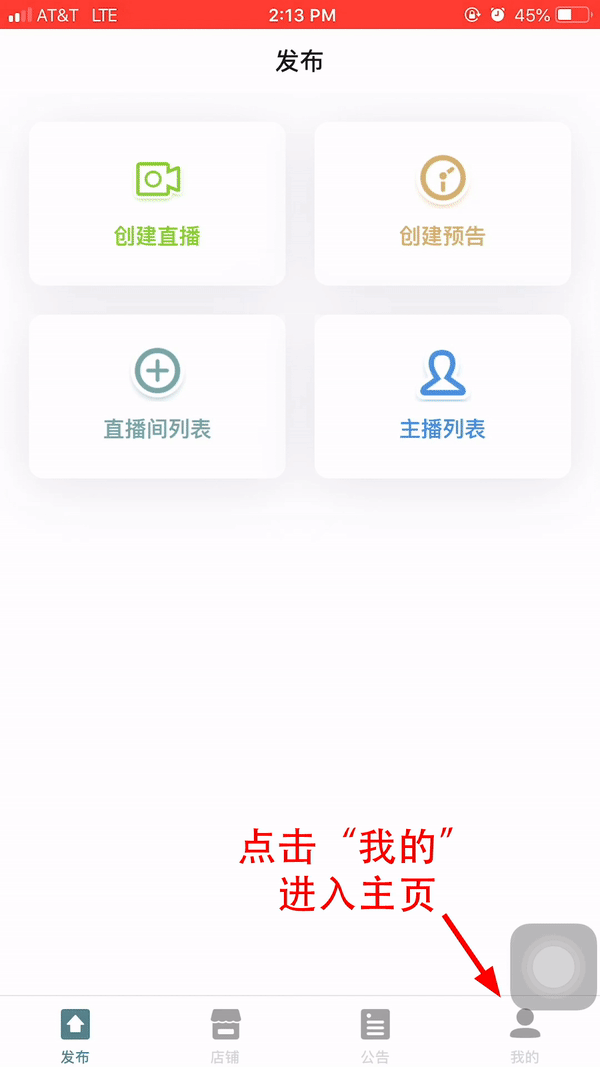 AT&T LTE 2:13 PM 45%
发布
创建直播 创建预告
直播间列表 主播列表
点击“我的”
进入主页
发布 店铺 公告 我的